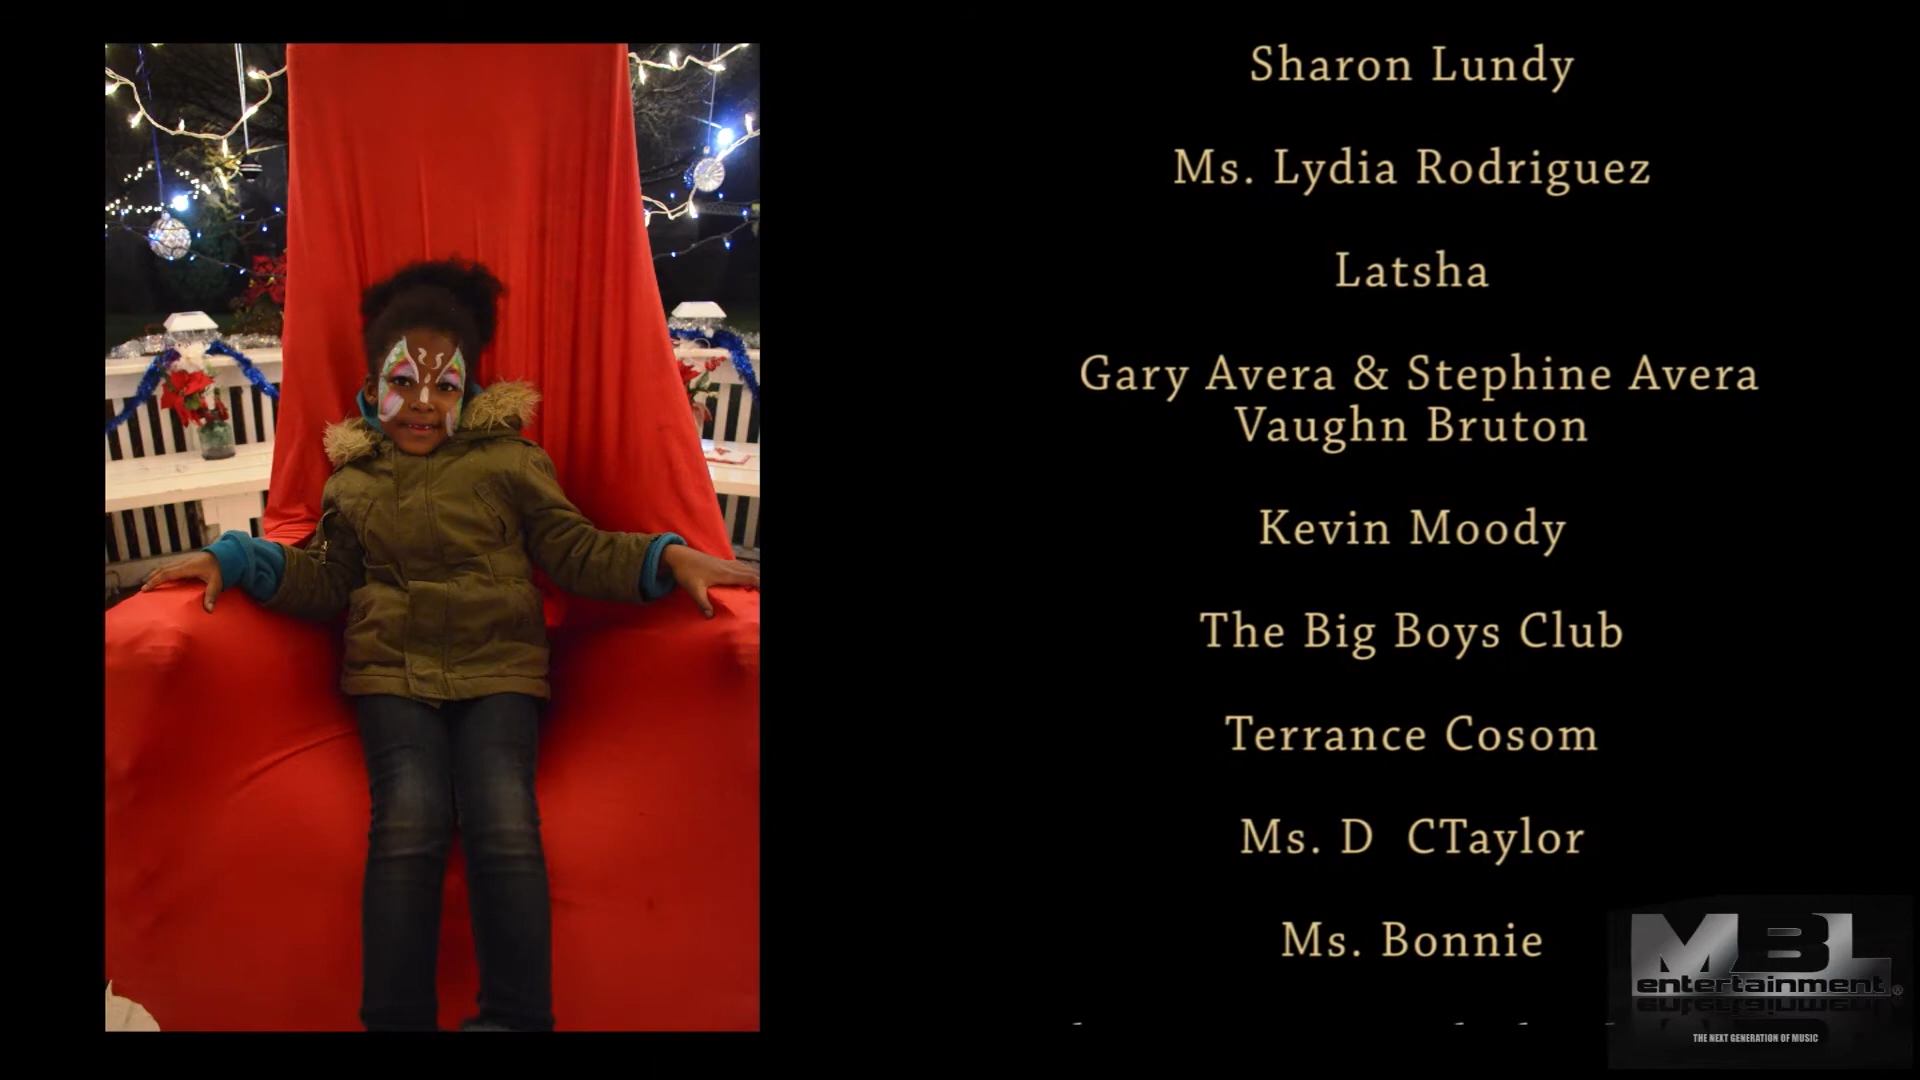 Sharon Lundy
Ms. Lydia Rodriguez
Latsha
Gary Avera & Stephine Avera
Vaughn Bruton
Kevin Moody
The Big Boys Club
Terrance Cosom
Ms. D  CTaylor
Ms. Bonnie
MBL
entertainment®
THE NEXT GENERATION OF MUSIC